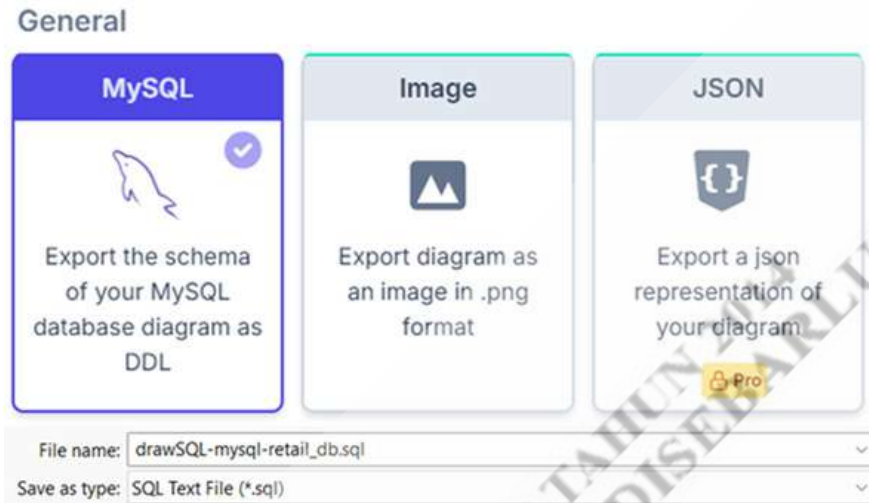 General
MySQL
Image
JSON
Export the schema
of your MySQL
database diagram as
DDL
Export diagram as
an image in .png
format
Export a json
representation of
your diagram
Pro
File name: drawSQL-mysql-retail_db.sql
Save as type: SQL Text File (*.sql)
TAHUN 2014